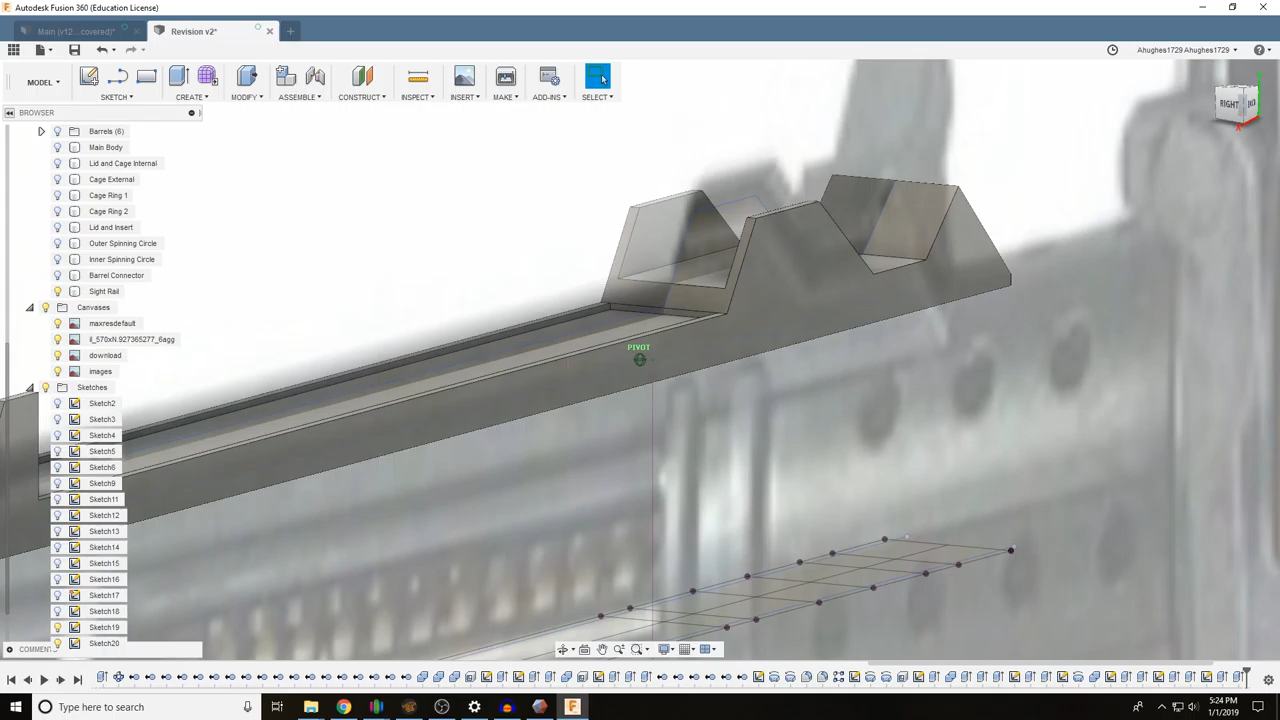 Autodesk Fusion 360 (Education License)
Main (v12...covered)*
Revision v2*
Ahughes1729 Ahughes1729
MODEL
SKETCH
CREATE
MODIFY
ASSEMBLE
CONSTRUCT
INSPECT
INSERT
MAKE
ADD-INS
SELECT
BROWSER
RIGHT
Barrels (6)
Main Body
Lid and Cage Internal
Cage External
Cage Ring 1
Cage Ring 2
Lid and Insert
Outer Spinning Circle
Inner Spinning Circle
Barrel Connector
Sight Rail
Canvases
maxresdefault
il_570xN.927365277_6agg
download
images
Sketches
Sketch2
Sketch3
Sketch4
Sketch5
Sketch6
Sketch9
Sketch11
Sketch12
Sketch13
Sketch14
Sketch15
Sketch16
Sketch17
Sketch18
Sketch19
Sketch20
PIVOT
COMMENTS
Type here to search
5:24 PM
1/1/2019